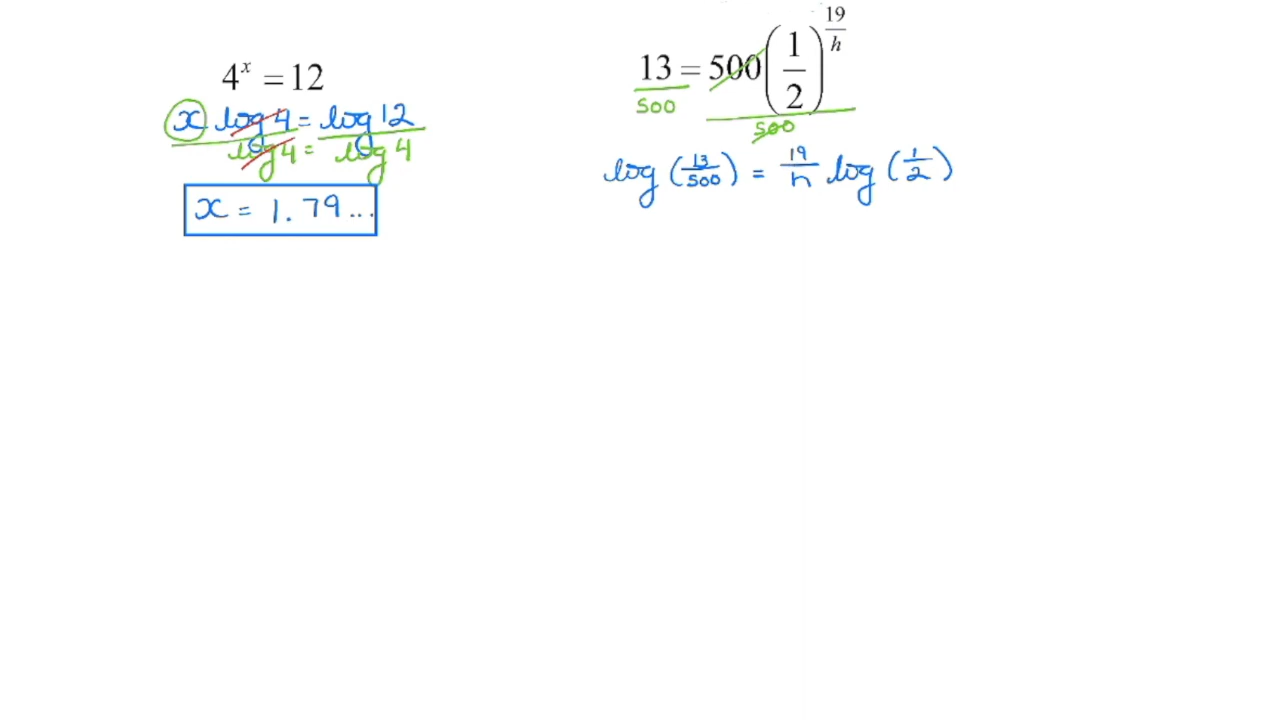 4^x = 12
x log 4 = log 12
log 4 = log 4
x = 1.79...
13 = 500(1/2)^(19/h)
500 500
log(13/500) = 19/h log(1/2)